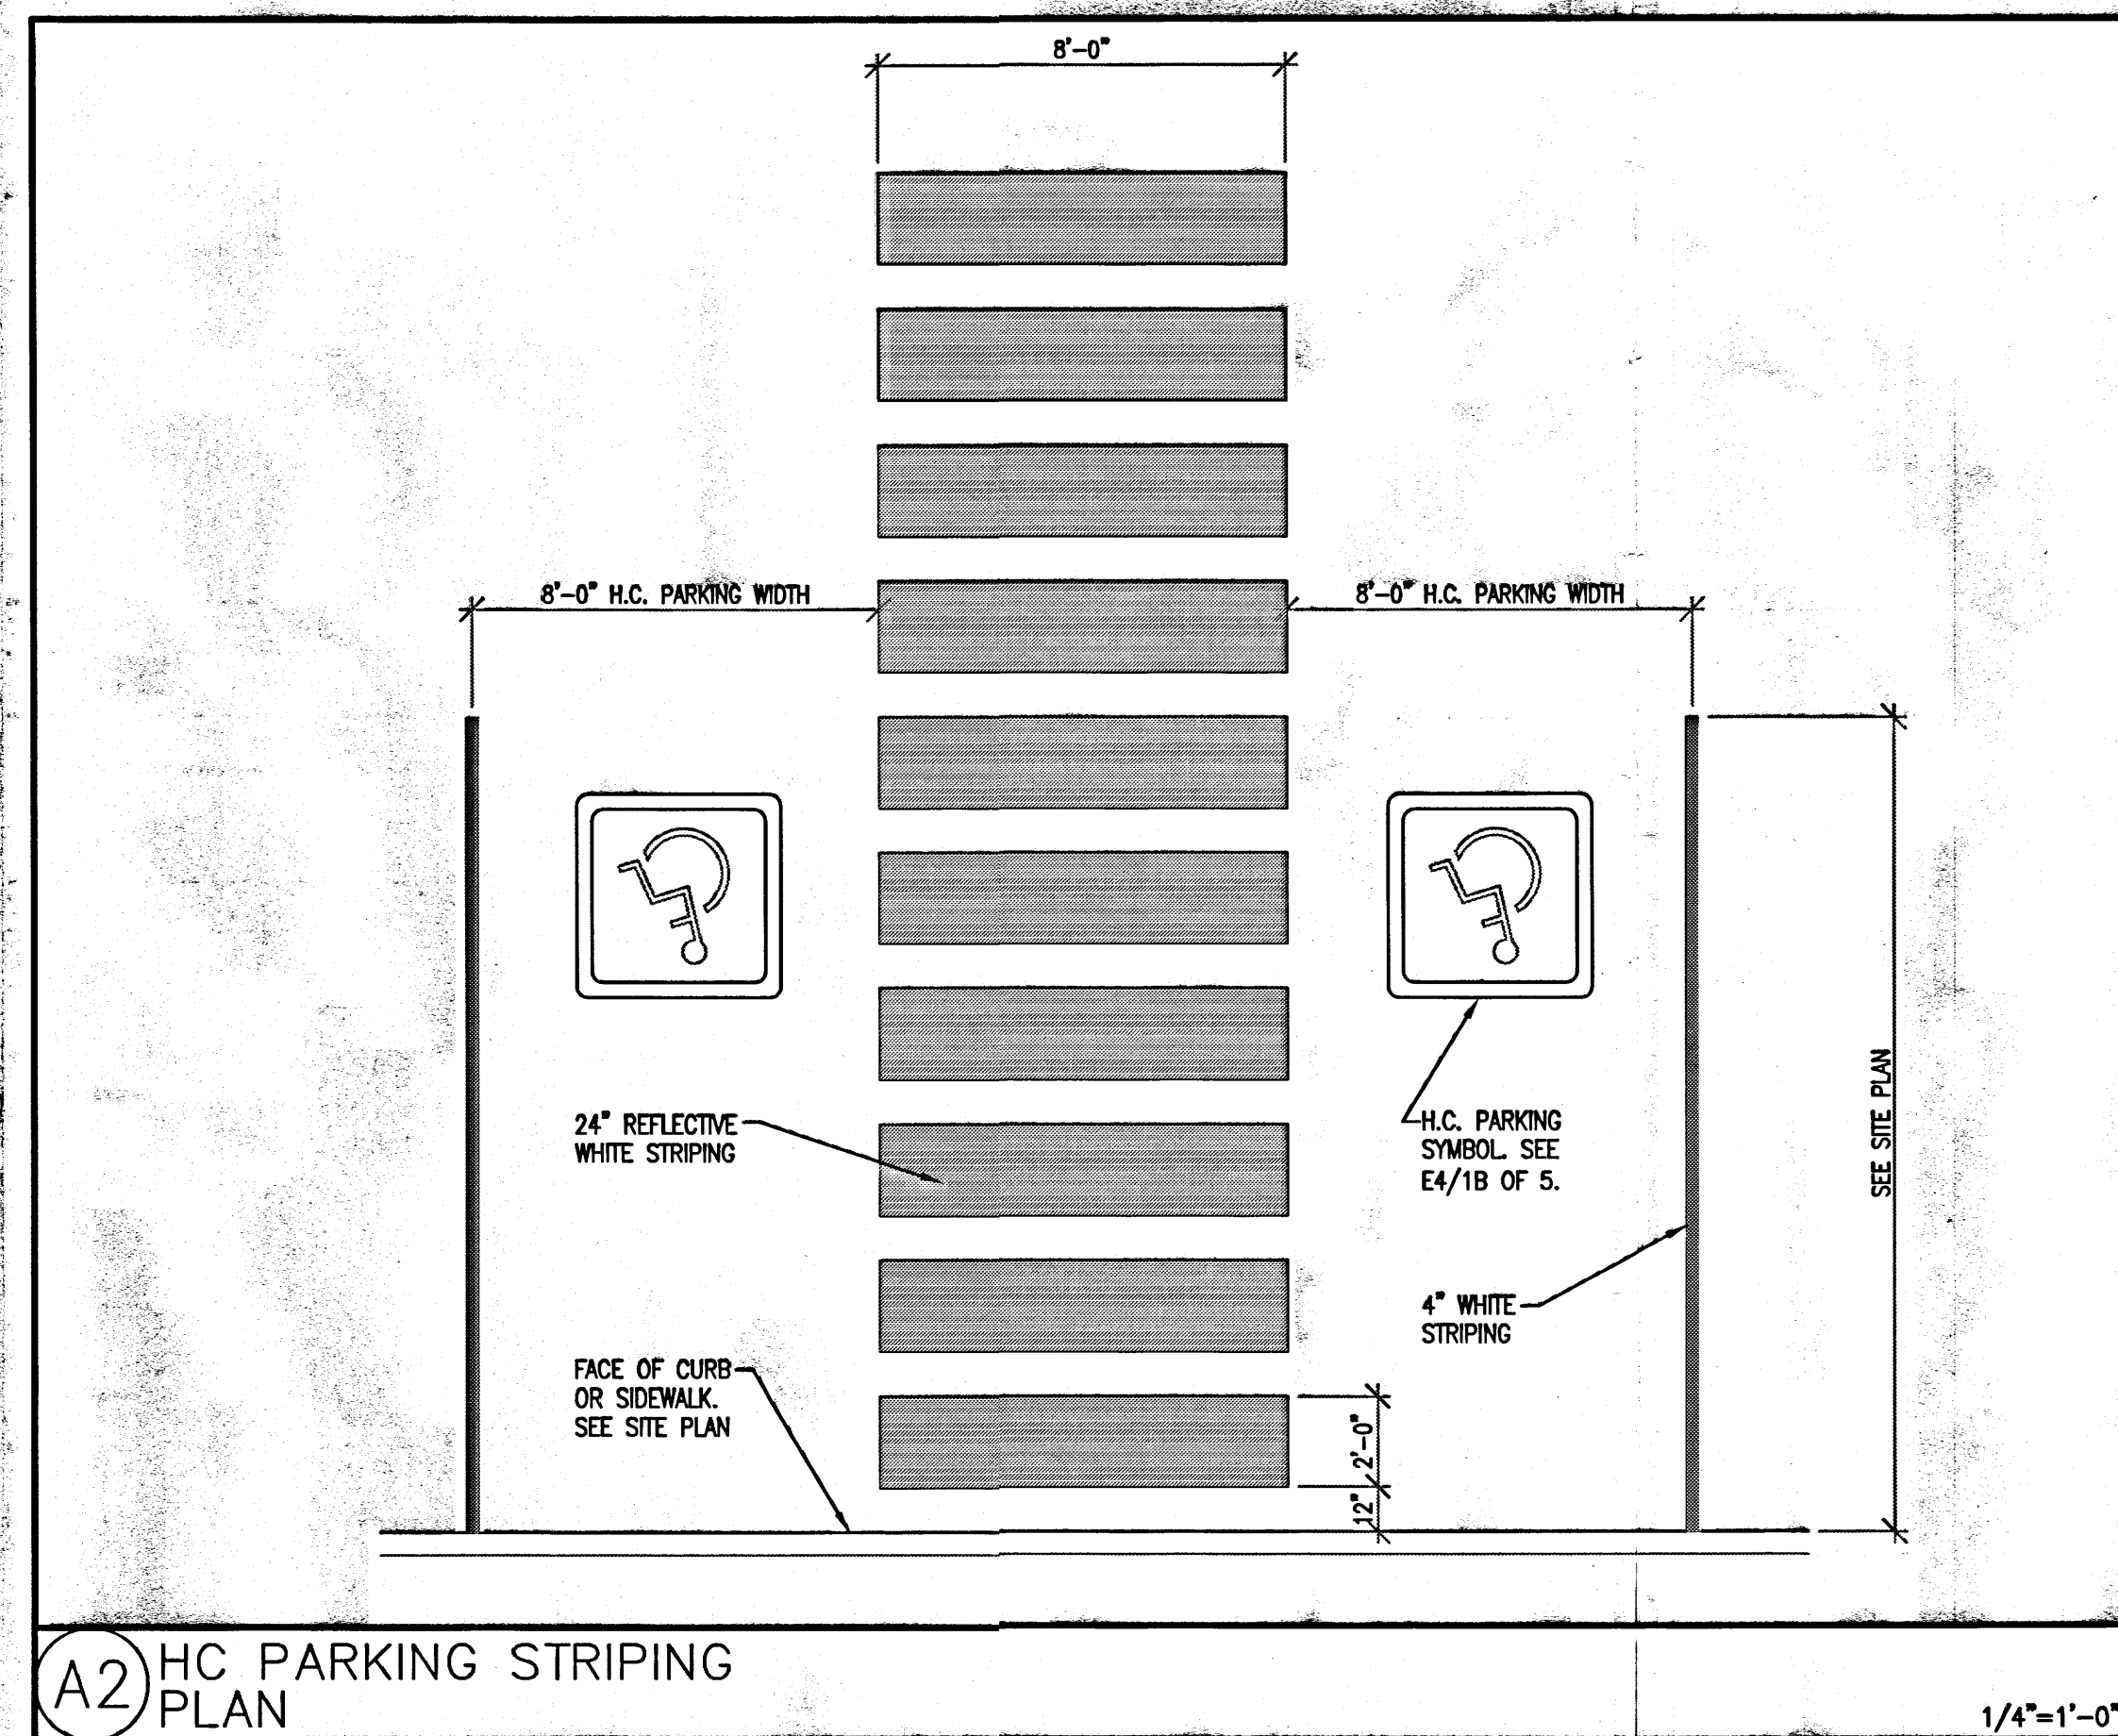 8'-0"
8'-0" H.C. PARKING WIDTH
8'-0" H.C. PARKING WIDTH
24" REFLECTIVE
WHITE STRIPING
H.C. PARKING
SYMBOL. SEE
E4/1B OF 5.
SEE SITE PLAN
4" WHITE
STRIPING
FACE OF CURB
OR SIDEWALK.
SEE SITE PLAN
2'-0"
12"
A2
HC PARKING STRIPING
PLAN
1/4"=1'-0"